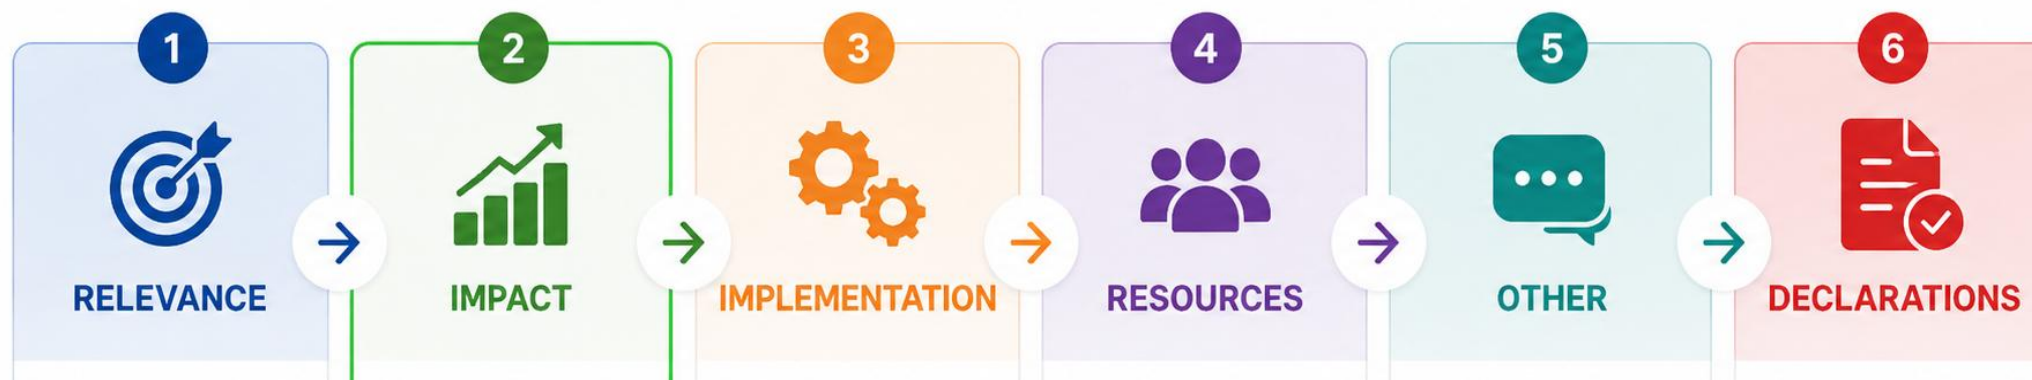 1
2
3
4
5
6
RELEVANCE
IMPACT
IMPLEMENTATION
RESOURCES
OTHER
DECLARATIONS